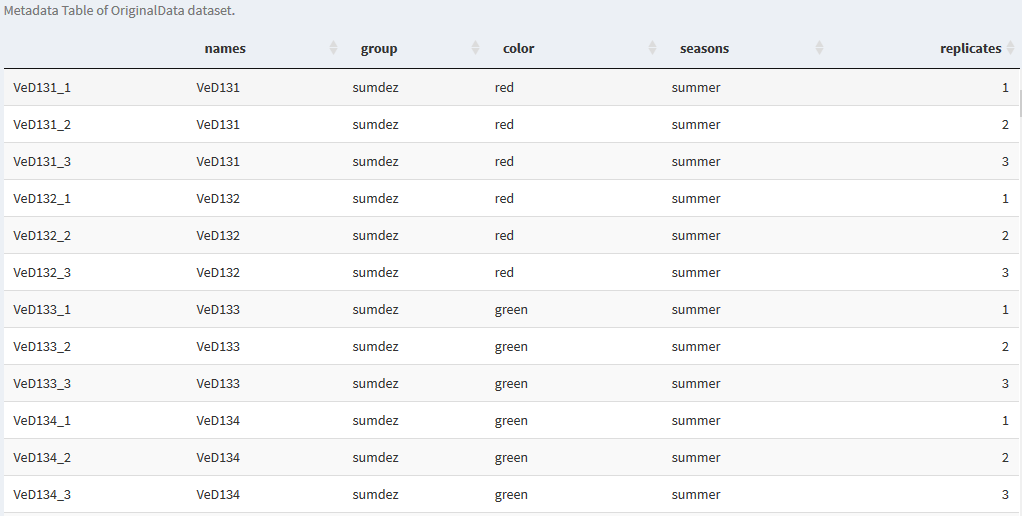 Metadata Table of OriginalData dataset.
names group color seasons replicates
VeD131_1 VeD131 sumdez red summer 1
VeD131_2 VeD131 sumdez red summer 2
VeD131_3 VeD131 sumdez red summer 3
VeD132_1 VeD132 sumdez red summer 1
VeD132_2 VeD132 sumdez red summer 2
VeD132_3 VeD132 sumdez red summer 3
VeD133_1 VeD133 sumdez green summer 1
VeD133_2 VeD133 sumdez green summer 2
VeD133_3 VeD133 sumdez green summer 3
VeD134_1 VeD134 sumdez green summer 1
VeD134_2 VeD134 sumdez green summer 2
VeD134_3 VeD134 sumdez green summer 3